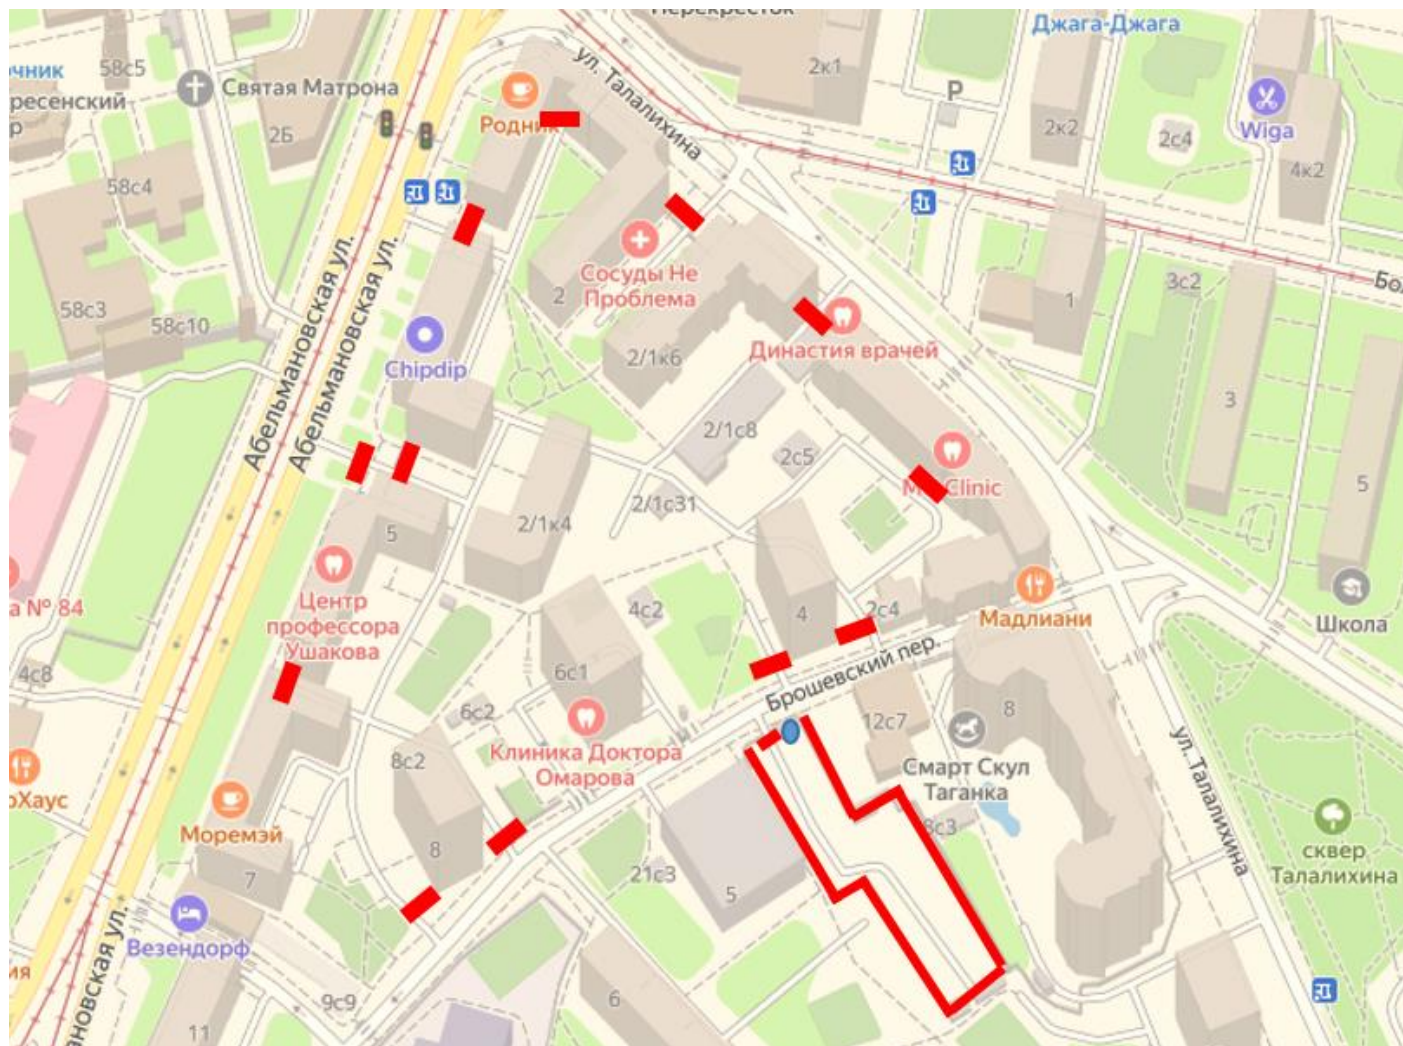 Перекресток
Джага-Джага
чник
58с5
ресенский
р
Святая Матрона
2Б
Родник
ул. Талалихина
2к1
P
2к2
2с4
Wiga
4к2
58с4
58с3
58с10
Абельмановская ул.
Абельмановская ул.
Сосуды Не
Проблема
2
2/1к6
Chipdip
Династия врачей
1
3с2
Бо
3
5
2/1с8
2с5
2/1с31
2/1к4
Clinic
5
Центр
профессора
Ушакова
а № 84
4с8
4с2
4
2с4
Мадлиани
Школа
6с1
6с2
Брошевский пер.
Клиника Доктора
Омарова
12с7
8
Смарт Скул
Таганка
8с3
ул. Талалихина
сквер
Талалихина
рХаус
Моремэй
8с2
8
7
21с3
5
Везендорф
9с9
6
11
ия
ановская ул.